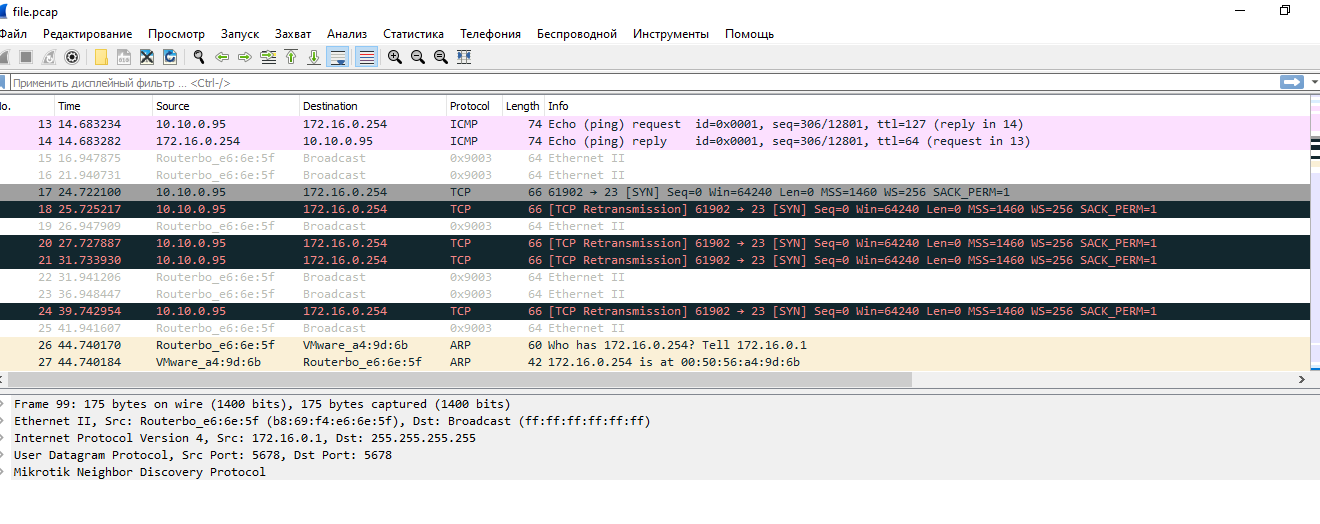 file.pcap
Файл Редактирование Просмотр Запуск Захват Анализ Статистика Телефония Беспроводной Инструменты Помощь
Применить дисплейный фильтр ... <Ctrl-/>
No. Time Source Destination Protocol Length Info
13 14.683234 10.10.0.95 172.16.0.254 ICMP 74 Echo (ping) request id=0x0001, seq=306/12801, ttl=127 (reply in 14)
14 14.683282 172.16.0.254 10.10.0.95 ICMP 74 Echo (ping) reply id=0x0001, seq=306/12801, ttl=64 (request in 13)
15 16.947875 Routerbo_e6:6e:5f Broadcast 0x9003 64 Ethernet II
16 21.940731 Routerbo_e6:6e:5f Broadcast 0x9003 64 Ethernet II
17 24.722100 10.10.0.95 172.16.0.254 TCP 66 61902 → 23 [SYN] Seq=0 Win=64240 Len=0 MSS=1460 WS=256 SACK_PERM=1
18 25.725217 10.10.0.95 172.16.0.254 TCP 66 [TCP Retransmission] 61902 → 23 [SYN] Seq=0 Win=64240 Len=0 MSS=1460 WS=256 SACK_PERM=1
19 26.947909 Routerbo_e6:6e:5f Broadcast 0x9003 64 Ethernet II
20 27.727887 10.10.0.95 172.16.0.254 TCP 66 [TCP Retransmission] 61902 → 23 [SYN] Seq=0 Win=64240 Len=0 MSS=1460 WS=256 SACK_PERM=1
21 31.733930 10.10.0.95 172.16.0.254 TCP 66 [TCP Retransmission] 61902 → 23 [SYN] Seq=0 Win=64240 Len=0 MSS=1460 WS=256 SACK_PERM=1
22 31.941206 Routerbo_e6:6e:5f Broadcast 0x9003 64 Ethernet II
23 36.948447 Routerbo_e6:6e:5f Broadcast 0x9003 64 Ethernet II
24 39.742954 10.10.0.95 172.16.0.254 TCP 66 [TCP Retransmission] 61902 → 23 [SYN] Seq=0 Win=64240 Len=0 MSS=1460 WS=256 SACK_PERM=1
25 41.941607 Routerbo_e6:6e:5f Broadcast 0x9003 64 Ethernet II
26 44.740170 Routerbo_e6:6e:5f VMware_a4:9d:6b ARP 60 Who has 172.16.0.254? Tell 172.16.0.1
27 44.740184 VMware_a4:9d:6b Routerbo_e6:6e:5f ARP 42 172.16.0.254 is at 00:50:56:a4:9d:6b
Frame 99: 175 bytes on wire (1400 bits), 175 bytes captured (1400 bits)
Ethernet II, Src: Routerbo_e6:6e:5f (b8:69:f4:e6:6e:5f), Dst: Broadcast (ff:ff:ff:ff:ff:ff)
Internet Protocol Version 4, Src: 172.16.0.1, Dst: 255.255.255.255
User Datagram Protocol, Src Port: 5678, Dst Port: 5678
Mikrotik Neighbor Discovery Protocol